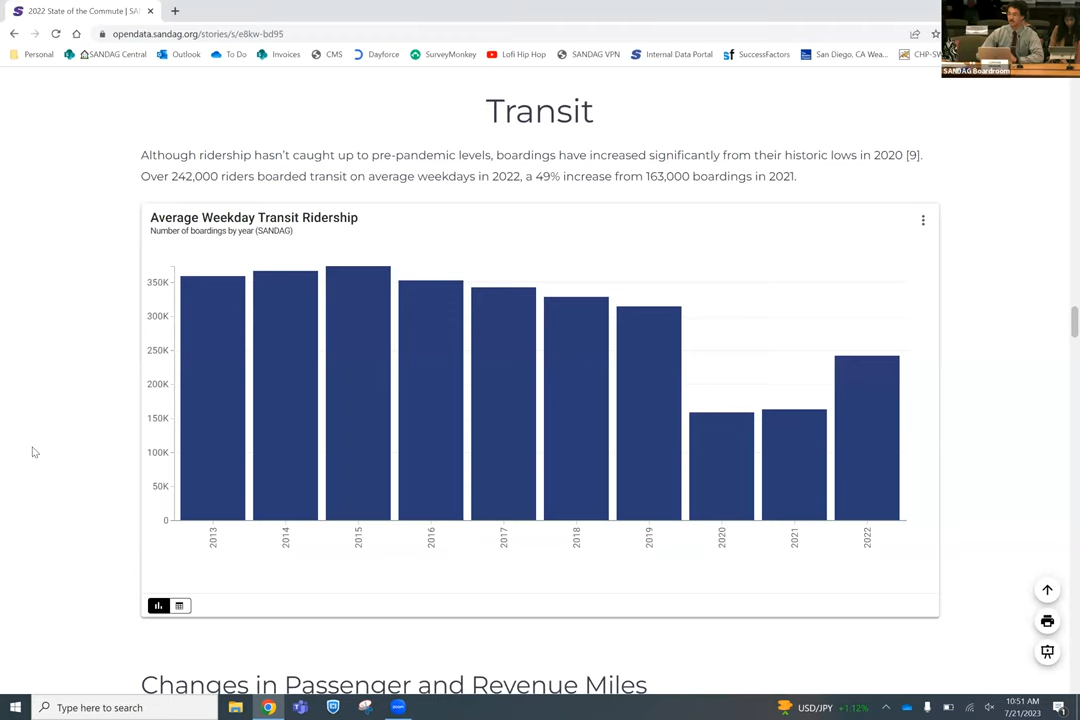 2022 State of the Commute | SA
opendata.sandag.org/stories/s/e8kw-bd95
Personal
SANDAG Central
Outlook
To Do
Invoices
CMS
Dayforce
SurveyMonkey
Lofi Hip Hop
SANDAG VPN
Internal Data Portal
SuccessFactors
San Diego, CA Wea...
CHP-SW
SANDAG Boardroom
Transit
Although ridership hasn't caught up to pre-pandemic levels, boardings have increased significantly from their historic lows in 2020 [9].
Over 242,000 riders boarded transit on average weekdays in 2022, a 49% increase from 163,000 boardings in 2021.
Average Weekday Transit Ridership
Number of boardings by year (SANDAG)
350K
300K
250K
200K
150K
100K
50K
0
2013
2014
2015
2016
2017
2018
2019
2020
2021
2022
Changes in Passenger and Revenue Miles
Type here to search
zoom
USD/JPY +1.12%
10:51 AM
7/21/2023
1